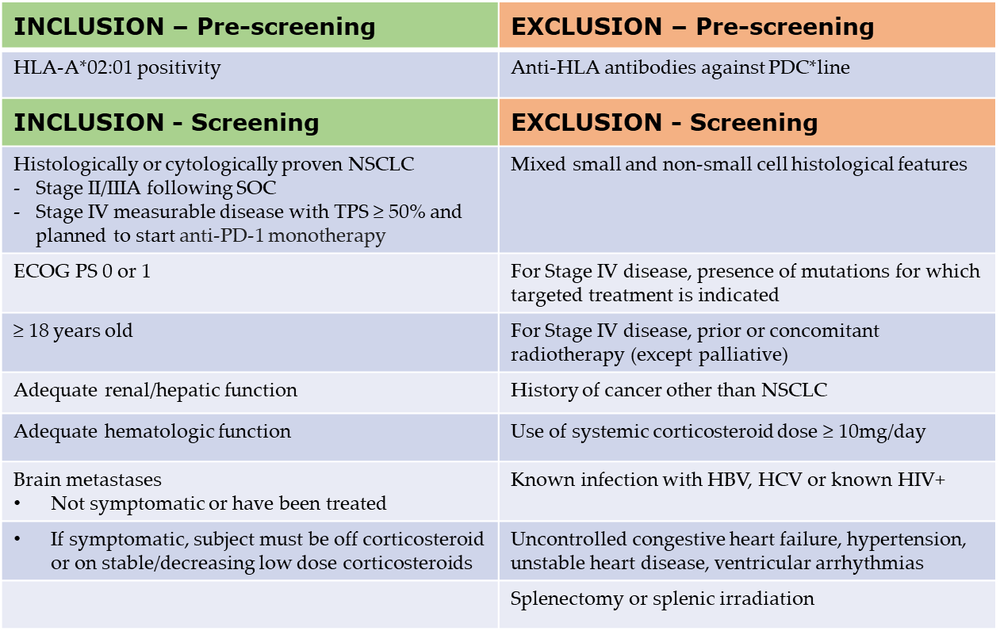 INCLUSION – Pre-screening
EXCLUSION – Pre-screening
HLA-A*02:01 positivity
Anti-HLA antibodies against PDC*line
INCLUSION - Screening
EXCLUSION - Screening
Histologically or cytologically proven NSCLC
- Stage II/IIIA following SOC
- Stage IV measurable disease with TPS ≥ 50% and
planned to start anti-PD-1 monotherapy
Mixed small and non-small cell histological features
ECOG PS 0 or 1
For Stage IV disease, presence of mutations for which
targeted treatment is indicated
≥ 18 years old
For Stage IV disease, prior or concomitant
radiotherapy (except palliative)
Adequate renal/hepatic function
History of cancer other than NSCLC
Adequate hematologic function
Use of systemic corticosteroid dose ≥ 10mg/day
Brain metastases
• Not symptomatic or have been treated
Known infection with HBV, HCV or known HIV+
• If symptomatic, subject must be off corticosteroid
or on stable/decreasing low dose corticosteroids
Uncontrolled congestive heart failure, hypertension,
unstable heart disease, ventricular arrhythmias
Splenectomy or splenic irradiation